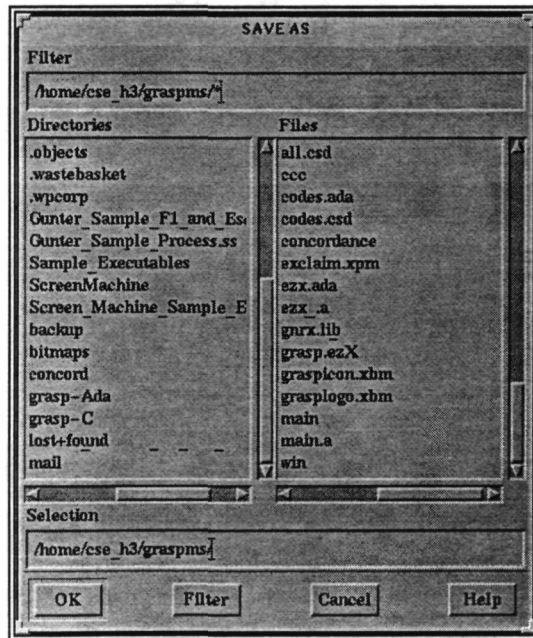 SAVE AS
Filter
/home/cse_h3/graspms/*
Directories
.objects
.wastebasket
.wpcorp
Gunter_Sample_F1_and_Es
Gunter_Sample_Process.ss
Sample_Executables
ScreenMachine
Screen_Machine_Sample_E
backup
bitmaps
concord
grasp-Ada
grasp-C
lost+found
mail
Files
all.csd
ccc
codes.ada
codes.csd
concordance
exclaim.xpm
ezx.ada
ezx_.a
gnrx.lib
grasp.ezX
graspicon.xbm
grasplogo.xbm
main
main.a
win
Selection
/home/cse_h3/graspms/
OK Filter Cancel Help